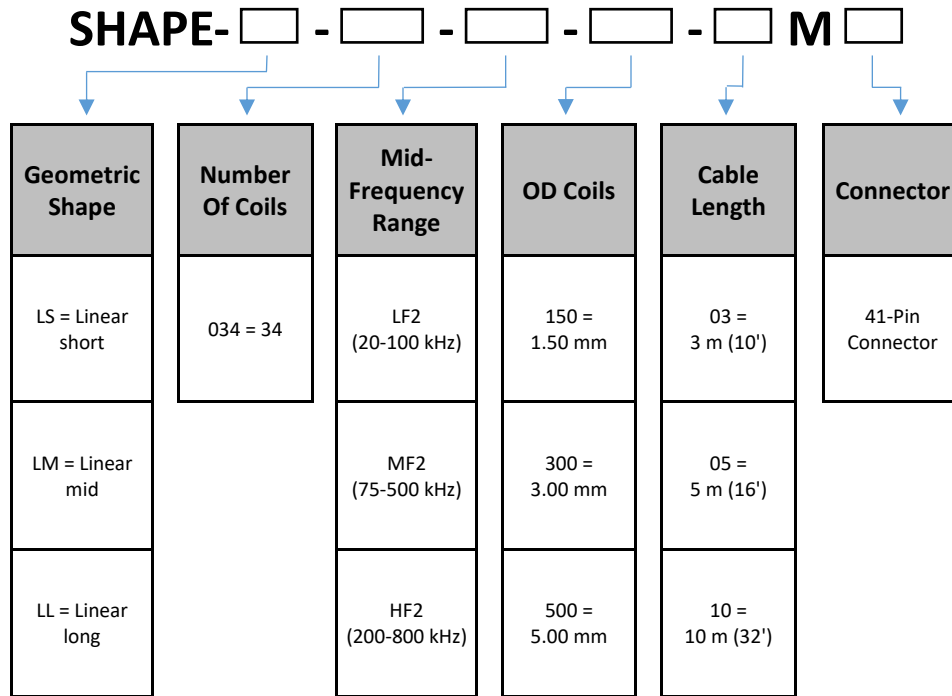 SHAPE- - - - - M
Geometric
Shape
LS = Linear
short
LM = Linear
mid
LL = Linear
long
Number
Of Coils
034 = 34
Mid-
Frequency
Range
LF2
(20-100 kHz)
MF2
(75-500 kHz)
HF2
(200-800 kHz)
OD Coils
150 =
1.50 mm
300 =
3.00 mm
500 =
5.00 mm
Cable
Length
03 =
3 m (10')
05 =
5 m (16')
10 =
10 m (32')
Connector
41-Pin
Connector